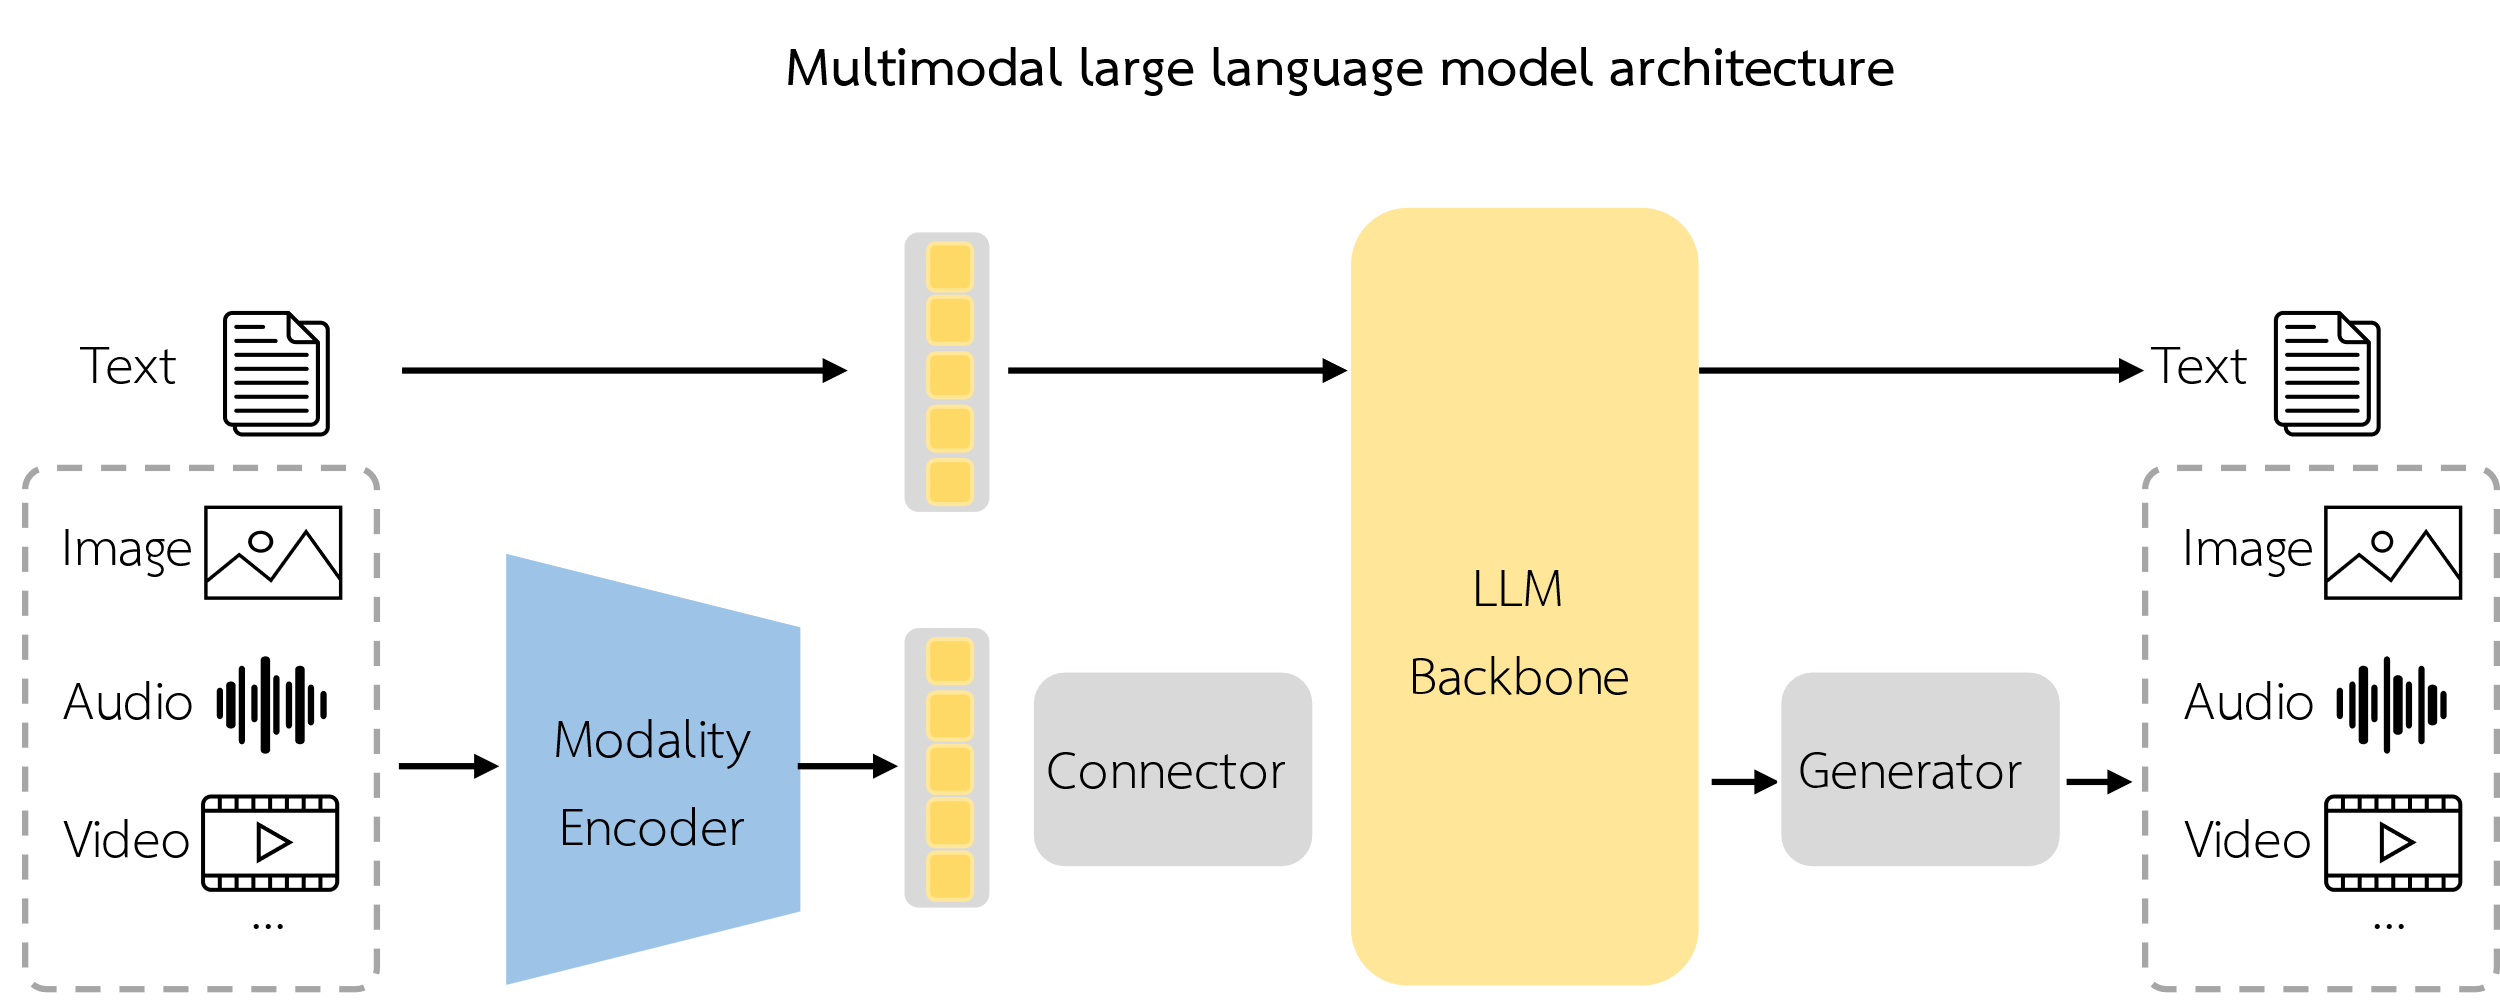 Multimodal large language model architecture
Text
Image
Audio
Video
...
Modality
Encoder
Connector
LLM
Backbone
Generator
Text
Image
Audio
Video
...